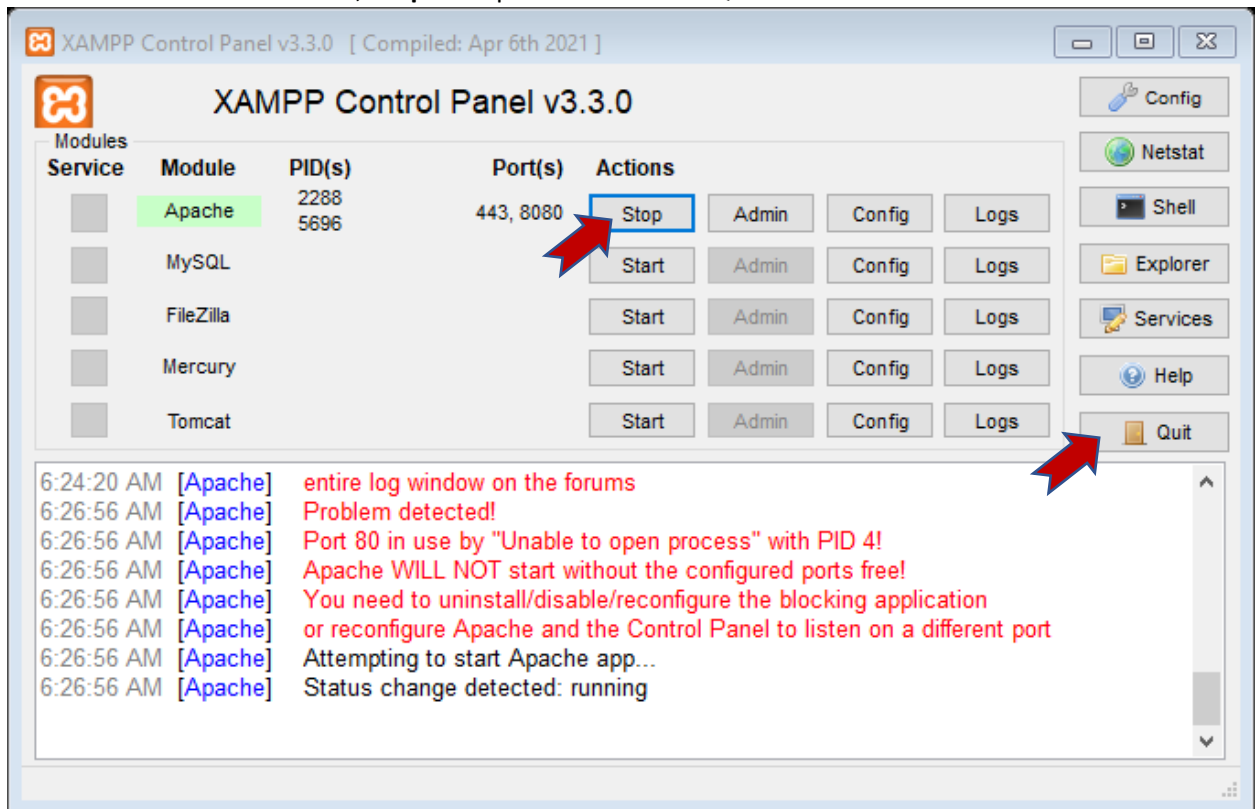 XAMPP Control Panel v3.3.0 [ Compiled: Apr 6th 2021 ]
XAMPP Control Panel v3.3.0
Config
Modules
Netstat
Service Module PID(s) Port(s) Actions
Apache 2288 5696 443, 8080 Stop Admin Config Logs
Shell
MySQL Start Admin Config Logs
Explorer
FileZilla Start Admin Config Logs
Services
Mercury Start Admin Config Logs
Help
Tomcat Start Admin Config Logs
Quit
6:24:20 AM [Apache] entire log window on the forums
6:26:56 AM [Apache] Problem detected!
6:26:56 AM [Apache] Port 80 in use by "Unable to open process" with PID 4!
6:26:56 AM [Apache] Apache WILL NOT start without the configured ports free!
6:26:56 AM [Apache] You need to uninstall/disable/reconfigure the blocking application
6:26:56 AM [Apache] or reconfigure Apache and the Control Panel to listen on a different port
6:26:56 AM [Apache] Attempting to start Apache app...
6:26:56 AM [Apache] Status change detected: running